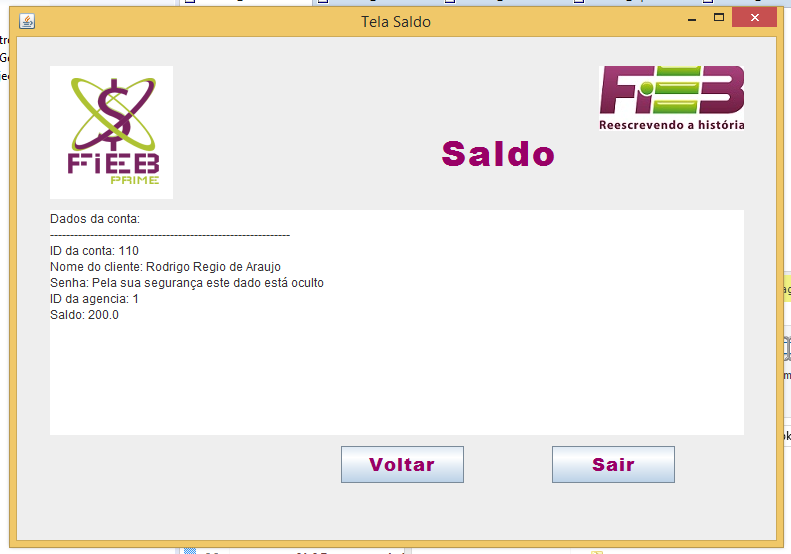 Tela Saldo
FiEB
PRIME
FiEB
Reescrevendo a história
Saldo
Dados da conta:
------------------------------------------------------------
ID da conta: 110
Nome do cliente: Rodrigo Regio de Araujo
Senha: Pela sua segurança este dado está oculto
ID da agencia: 1
Saldo: 200.0
Voltar
Sair